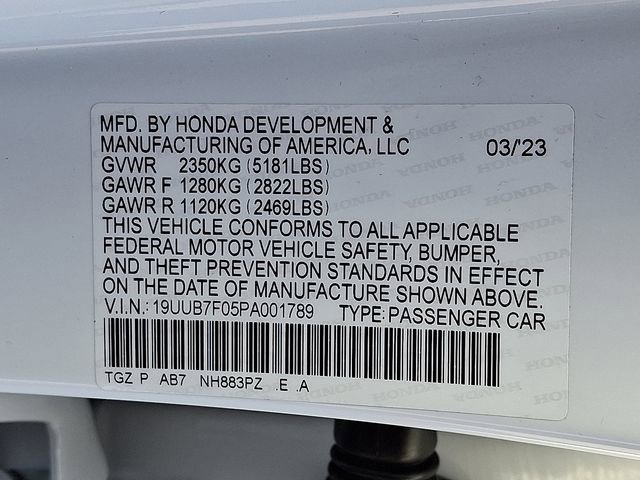 MFD. BY HONDA DEVELOPMENT &
MANUFACTURING OF AMERICA, LLC 03/'23
GVWR 2350KG (5181LBS)
GAWR F 1280KG (2822LBS)
GAWR R 1120KG (2469LBS)
THIS VEHICLE CONFORMS TO ALL APPLICABLE
FEDERAL MOTOR VEHICLE SAFETY, BUMPER,
AND THEFT PREVENTION STANDARDS IN EFFECT
ON THE DATE OF MANUFACTURE SHOWN ABOVE.
V.I.N.: 19UUB7F05PA001789 TYPE: PASSENGER CAR
TGZ P AB7 NH883PZ .E .A